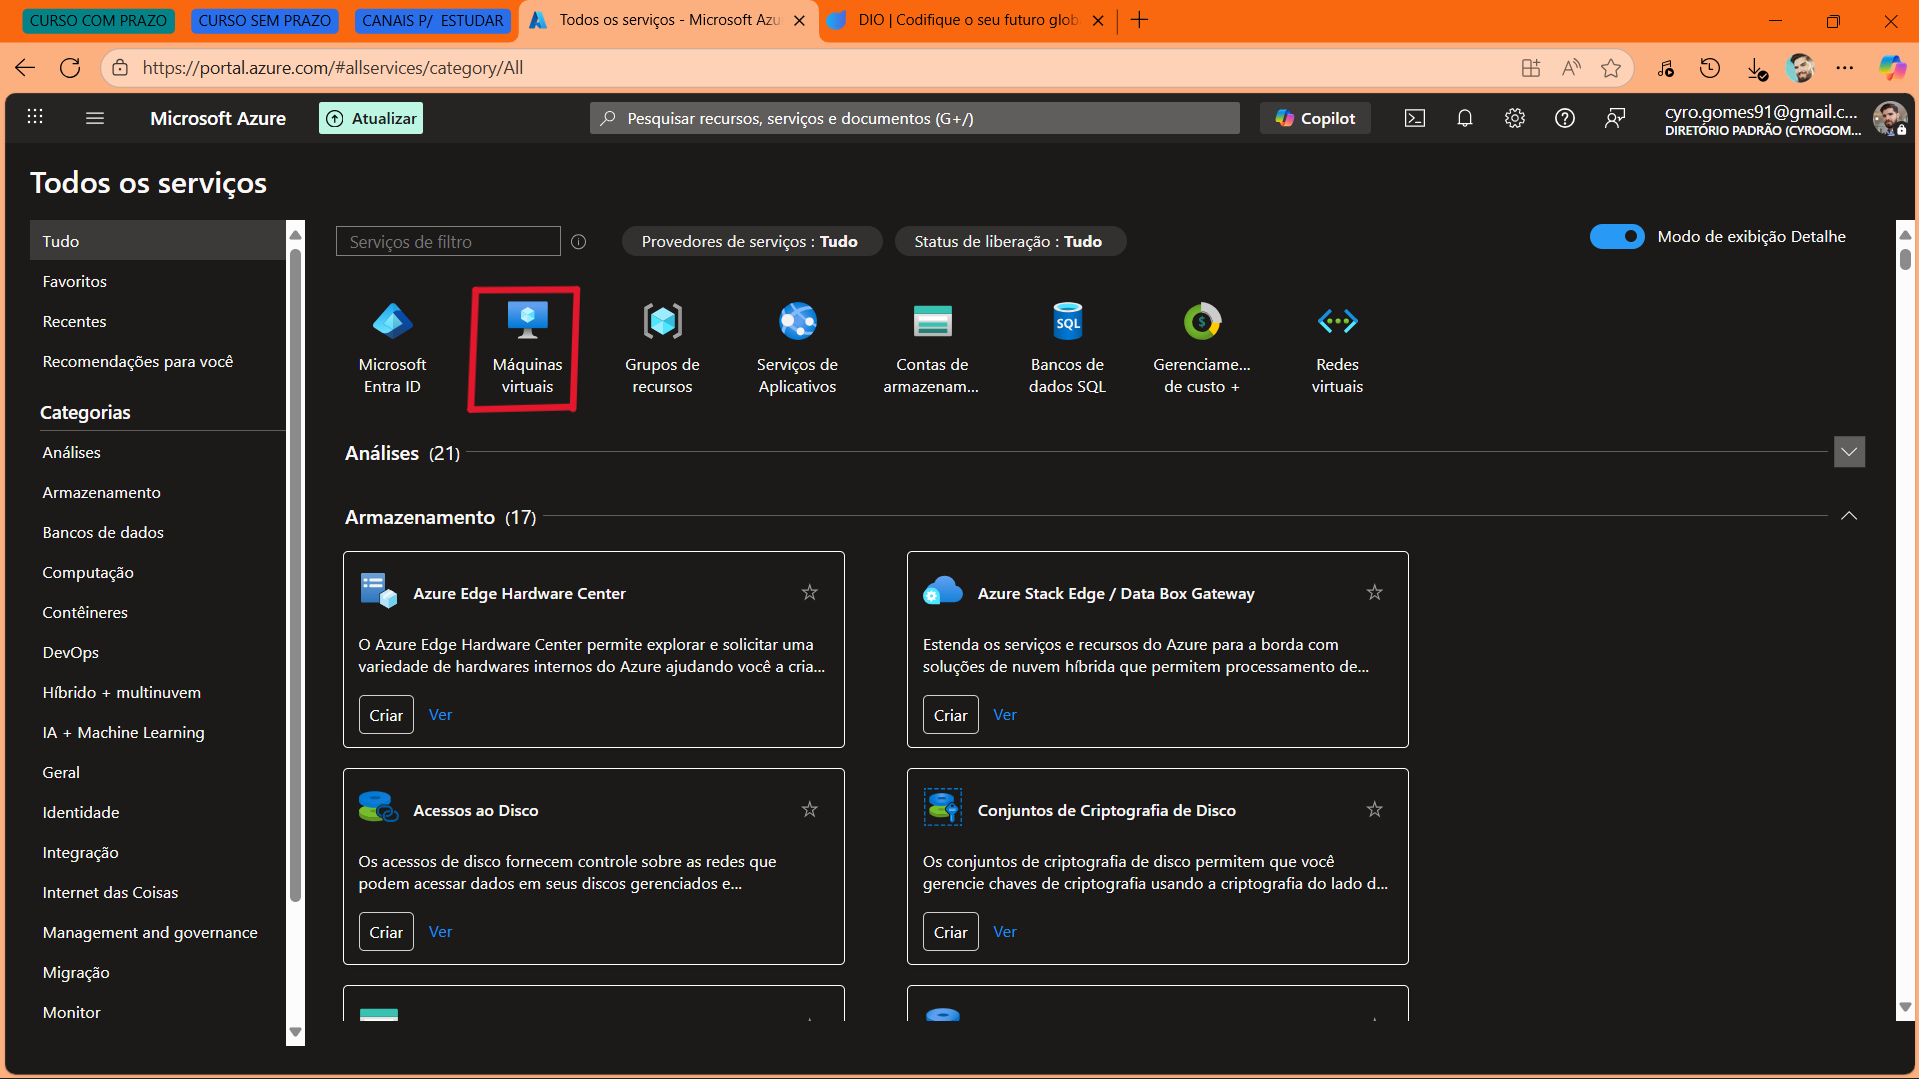 CURSO COM PRAZO
CURSO SEM PRAZO
CANAIS P/ ESTUDAR
Todos os serviços - Microsoft Azu
DIO | Codifique o seu futuro glob
https://portal.azure.com/#allservices/category/All
Microsoft Azure
Atualizar
Pesquisar recursos, serviços e documentos (G+/)
Copilot
cyro.gomes91@gmail.c...
DIRETÓRIO PADRÃO (CYROGOM...
Todos os serviços
Tudo
Favoritos
Recentes
Recomendações para você
Categorias
Análises
Armazenamento
Bancos de dados
Computação
Contêineres
DevOps
Híbrido + multinuvem
IA + Machine Learning
Geral
Identidade
Integração
Internet das Coisas
Management and governance
Migração
Monitor
Serviços de filtro
Provedores de serviços : Tudo
Status de liberação : Tudo
Modo de exibição Detalhe
Microsoft
Entra ID
Máquinas
virtuais
Grupos de
recursos
Serviços de
Aplicativos
Contas de
armazenam...
SQL
Bancos de
dados SQL
Gerenciame...
de custo +
Redes
virtuais
Análises (21)
Armazenamento (17)
Azure Edge Hardware Center
O Azure Edge Hardware Center permite explorar e solicitar uma
variedade de hardwares internos do Azure ajudando você a cria...
Criar Ver
Azure Stack Edge / Data Box Gateway
Estenda os serviços e recursos do Azure para a borda com
soluções de nuvem híbrida que permitem processamento de...
Criar Ver
Acessos ao Disco
Os acessos de disco fornecem controle sobre as redes que
podem acessar dados em seus discos gerenciados e...
Criar Ver
Conjuntos de Criptografia de Disco
Os conjuntos de criptografia de disco permitem que você
gerencie chaves de criptografia usando a criptografia do lado d...
Criar Ver